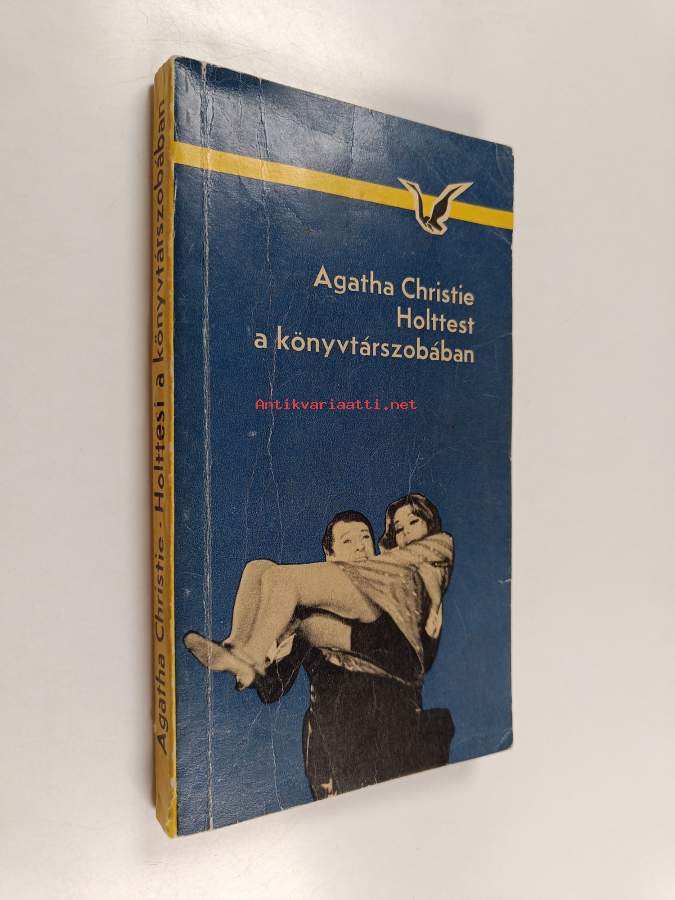 Agatha Christie
Holttest
a könyvtárszobában
Antikvariaatti.net
Agatha Christie · Holttest a könyvtárszobában